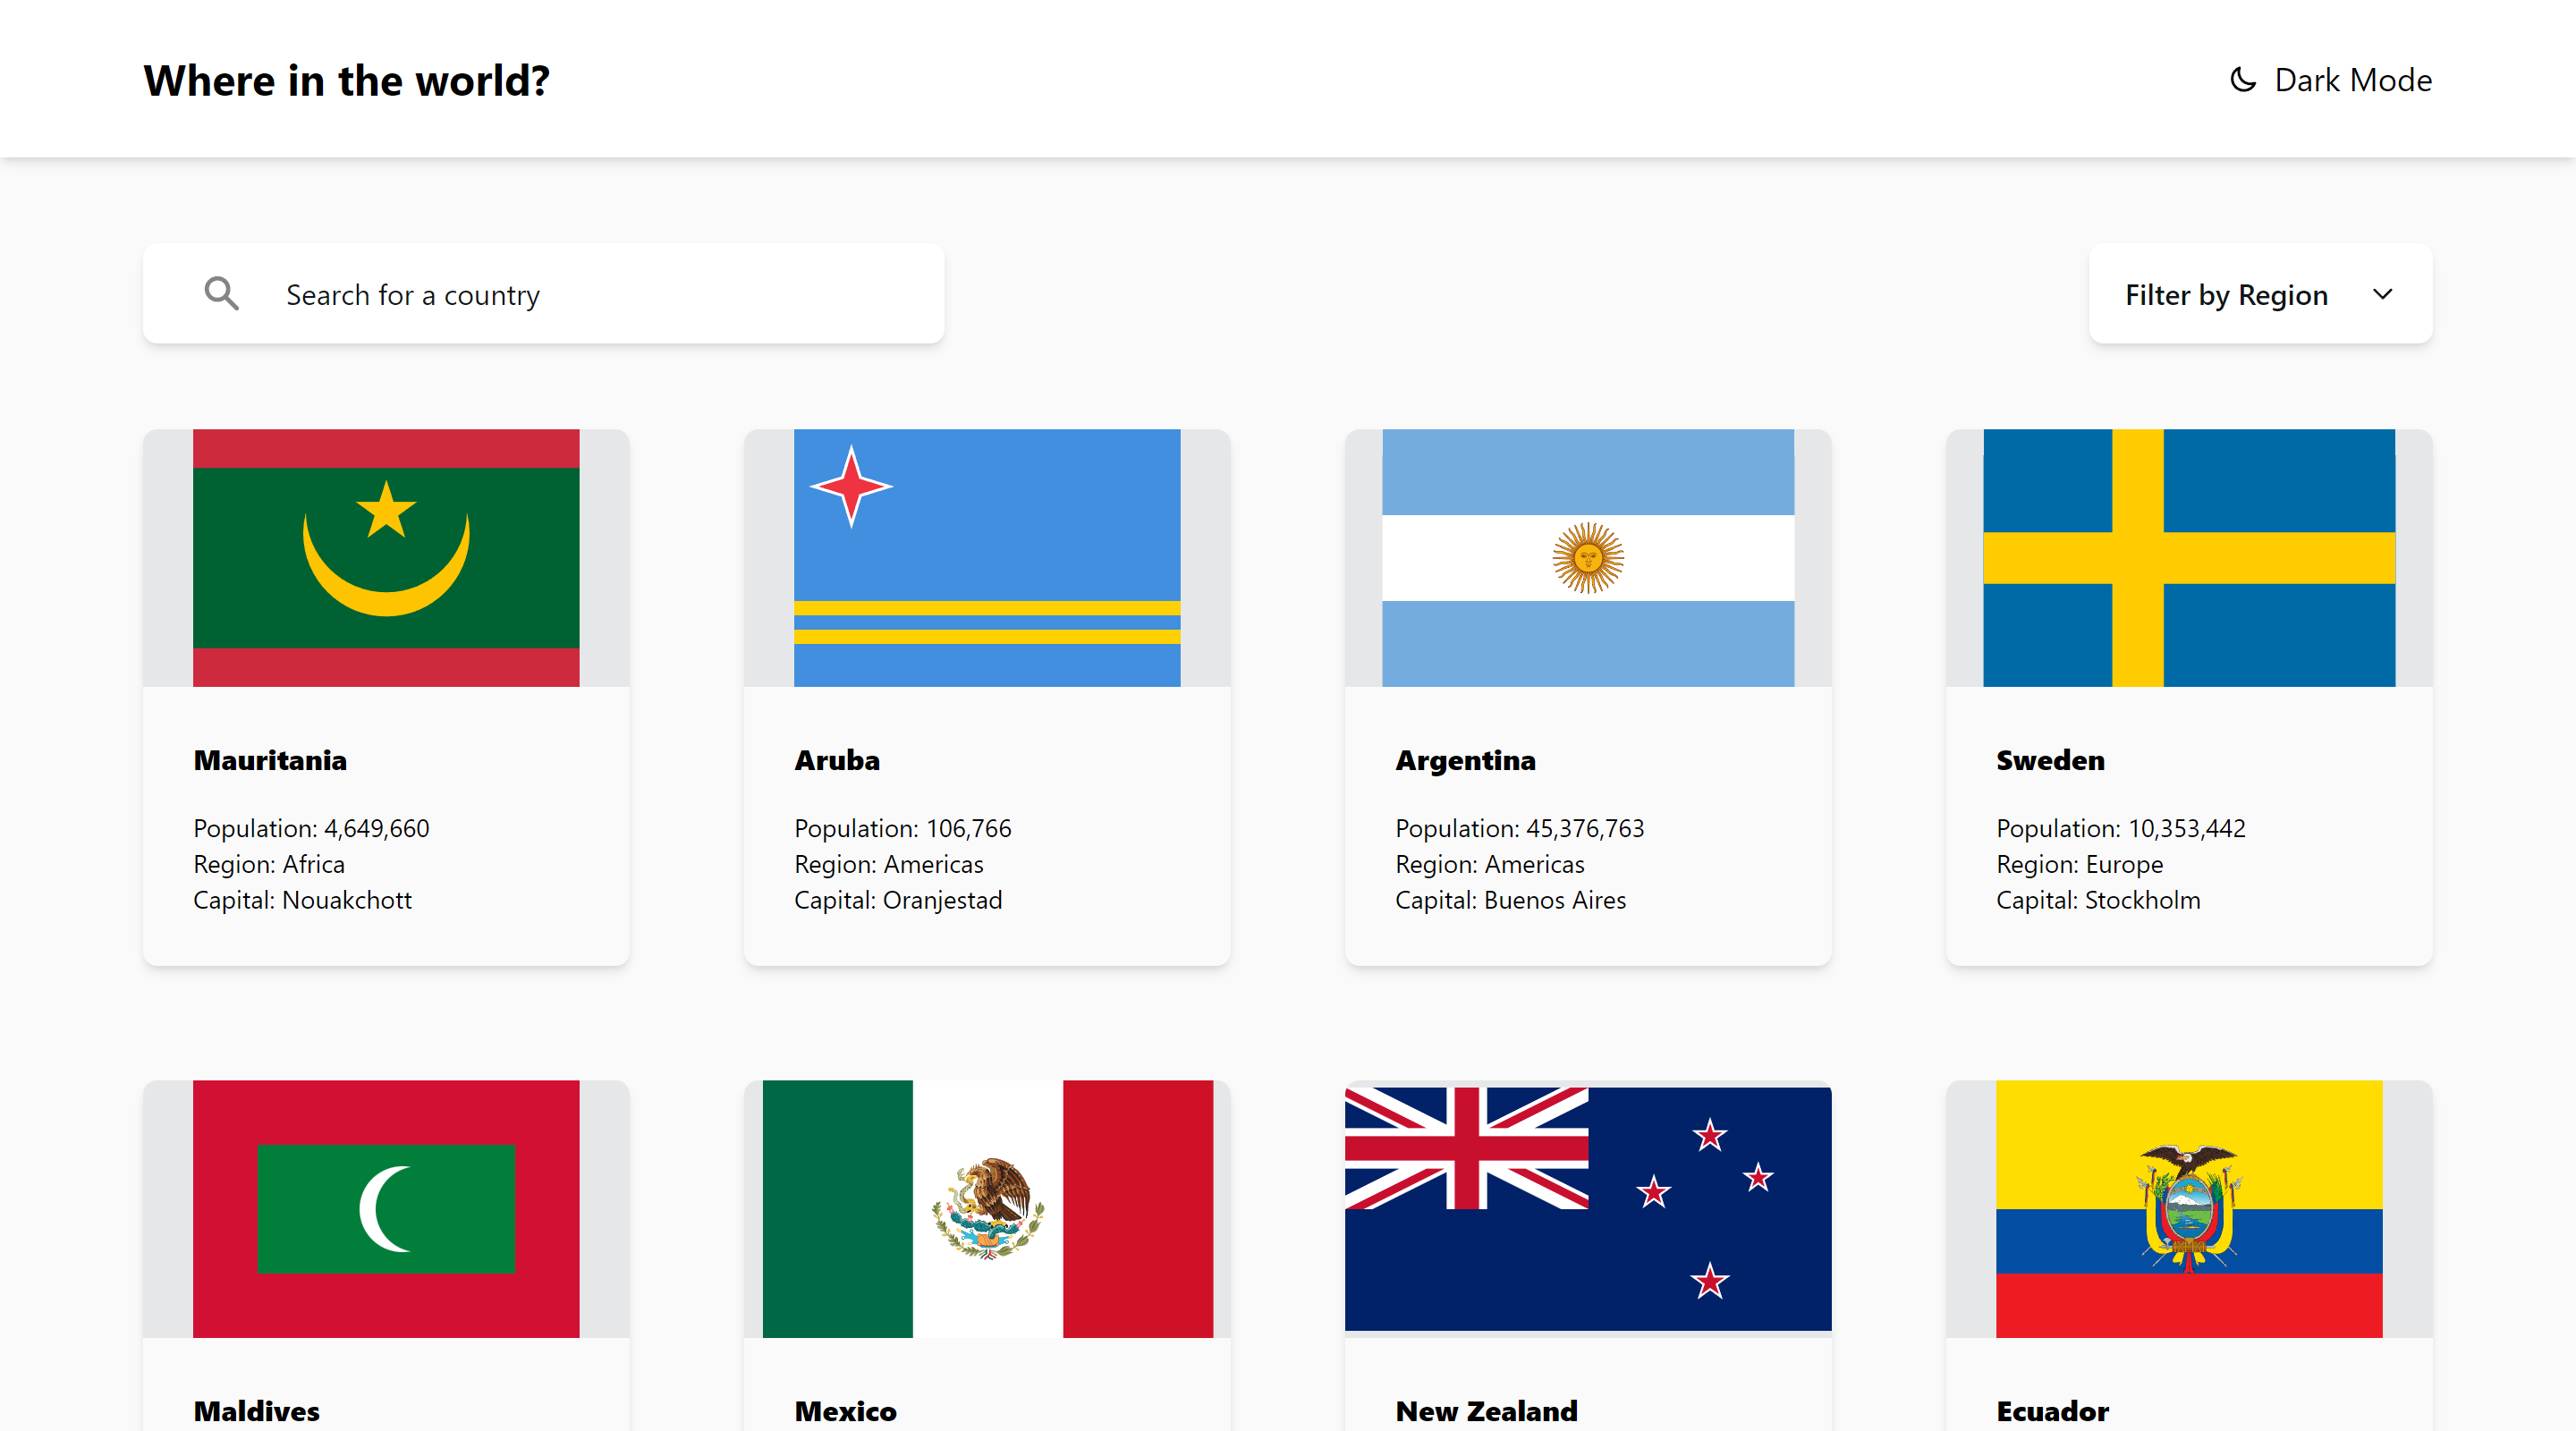 Where in the world?
Dark Mode
Search for a country
Filter by Region
Mauritania
Population: 4,649,660
Region: Africa
Capital: Nouakchott
Aruba
Population: 106,766
Region: Americas
Capital: Oranjestad
Argentina
Population: 45,376,763
Region: Americas
Capital: Buenos Aires
Sweden
Population: 10,353,442
Region: Europe
Capital: Stockholm
Maldives
Mexico
New Zealand
Ecuador